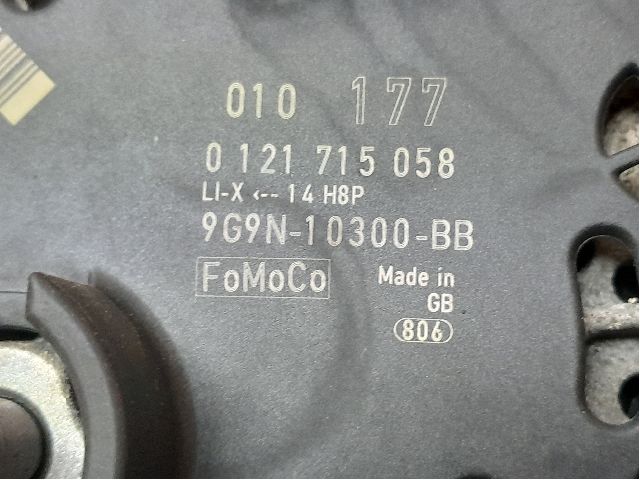 010 177
0 121 715 058
LI-X <-- 14 H8P
9G9N-10300-BB
FoMoCo Made in
GB
806